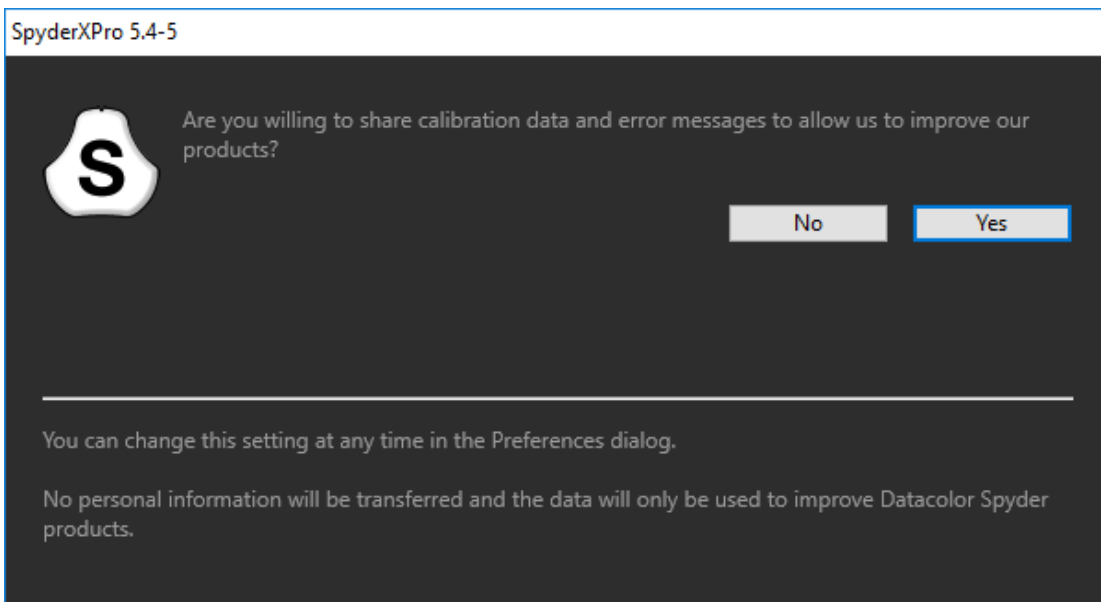 SpyderXPro 5.4-5
Are you willing to share calibration data and error messages to allow us to improve our
products?
S
No
Yes
You can change this setting at any time in the Preferences dialog.
No personal information will be transferred and the data will only be used to improve Datacolor Spyder
products.